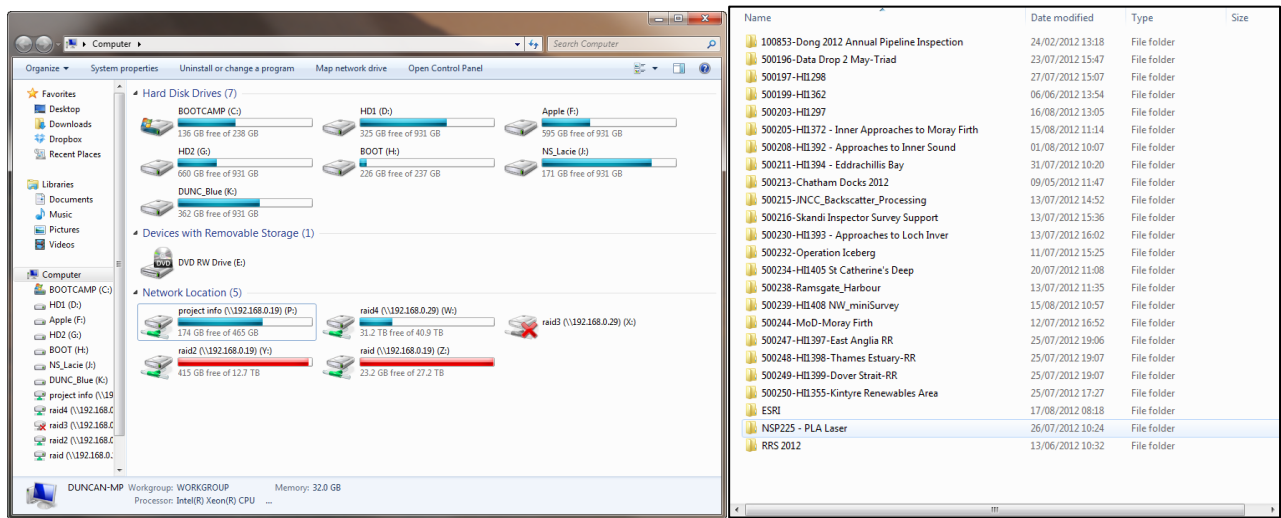 Computer
Search Computer
Organize
System properties
Uninstall or change a program
Map network drive
Open Control Panel
Favorites
Desktop
Downloads
Dropbox
Recent Places
Libraries
Documents
Music
Pictures
Videos
Computer
BOOTCAMP (C:)
HD1 (D:)
Apple (F:)
HD2 (G:)
BOOT (H:)
NS_Lacie (J:)
DUNC_Blue (K:)
project info (\\19
raid4 (\\192.168.0
raid3 (\\192.168.0
raid2 (\\192.168.0
raid (\\192.168.0.
Hard Disk Drives (7)
BOOTCAMP (C:)
136 GB free of 238 GB
HD1 (D:)
325 GB free of 931 GB
Apple (F:)
595 GB free of 931 GB
HD2 (G:)
660 GB free of 931 GB
BOOT (H:)
226 GB free of 237 GB
NS_Lacie (J:)
171 GB free of 931 GB
DUNC_Blue (K:)
362 GB free of 931 GB
Devices with Removable Storage (1)
DVD
DVD RW Drive (E:)
Network Location (5)
project info (\\192.168.0.19) (P:)
174 GB free of 465 GB
raid4 (\\192.168.0.29) (W:)
31.2 TB free of 40.9 TB
raid3 (\\192.168.0.29) (X:)
raid2 (\\192.168.0.19) (Y:)
415 GB free of 12.7 TB
raid (\\192.168.0.19) (Z:)
23.2 GB free of 27.2 TB
DUNCAN-MP Workgroup: WORKGROUP Memory: 32.0 GB
Processor: Intel(R) Xeon(R) CPU ...
Name Date modified Type Size
100853-Dong 2012 Annual Pipeline Inspection 24/02/2012 13:18 File folder
500196-Data Drop 2 May-Triad 23/07/2012 15:47 File folder
500197-HI1298 27/07/2012 15:07 File folder
500199-HI1362 06/06/2012 13:54 File folder
500203-HI1297 16/08/2012 13:05 File folder
500205-HI1372 - Inner Approaches to Moray Firth 15/08/2012 11:14 File folder
500208-HI1392 - Approaches to Inner Sound 01/08/2012 10:07 File folder
500211-HI1394 - Eddrachillis Bay 31/07/2012 10:20 File folder
500213-Chatham Docks 2012 09/05/2012 11:47 File folder
500215-JNCC_Backscatter_Processing 13/07/2012 14:52 File folder
500216-Skandi Inspector Survey Support 13/07/2012 15:36 File folder
500230-HI1393 - Approaches to Loch Inver 13/07/2012 16:02 File folder
500232-Operation Iceberg 11/07/2012 15:25 File folder
500234-HI1405 St Catherine's Deep 20/07/2012 11:08 File folder
500238-Ramsgate_Harbour 13/07/2012 11:35 File folder
500239-HI1408 NW_miniSurvey 15/08/2012 10:57 File folder
500244-MoD-Moray Firth 12/07/2012 16:52 File folder
500247-HI1397-East Anglia RR 25/07/2012 19:06 File folder
500248-HI1398-Thames Estuary-RR 25/07/2012 19:07 File folder
500249-HI1399-Dover Strait-RR 25/07/2012 19:07 File folder
500250-HI1355-Kintyre Renewables Area 25/07/2012 17:27 File folder
ESRI 17/08/2012 08:18 File folder
NSP225 - PLA Laser 26/07/2012 10:24 File folder
RRS 2012 13/06/2012 10:32 File folder